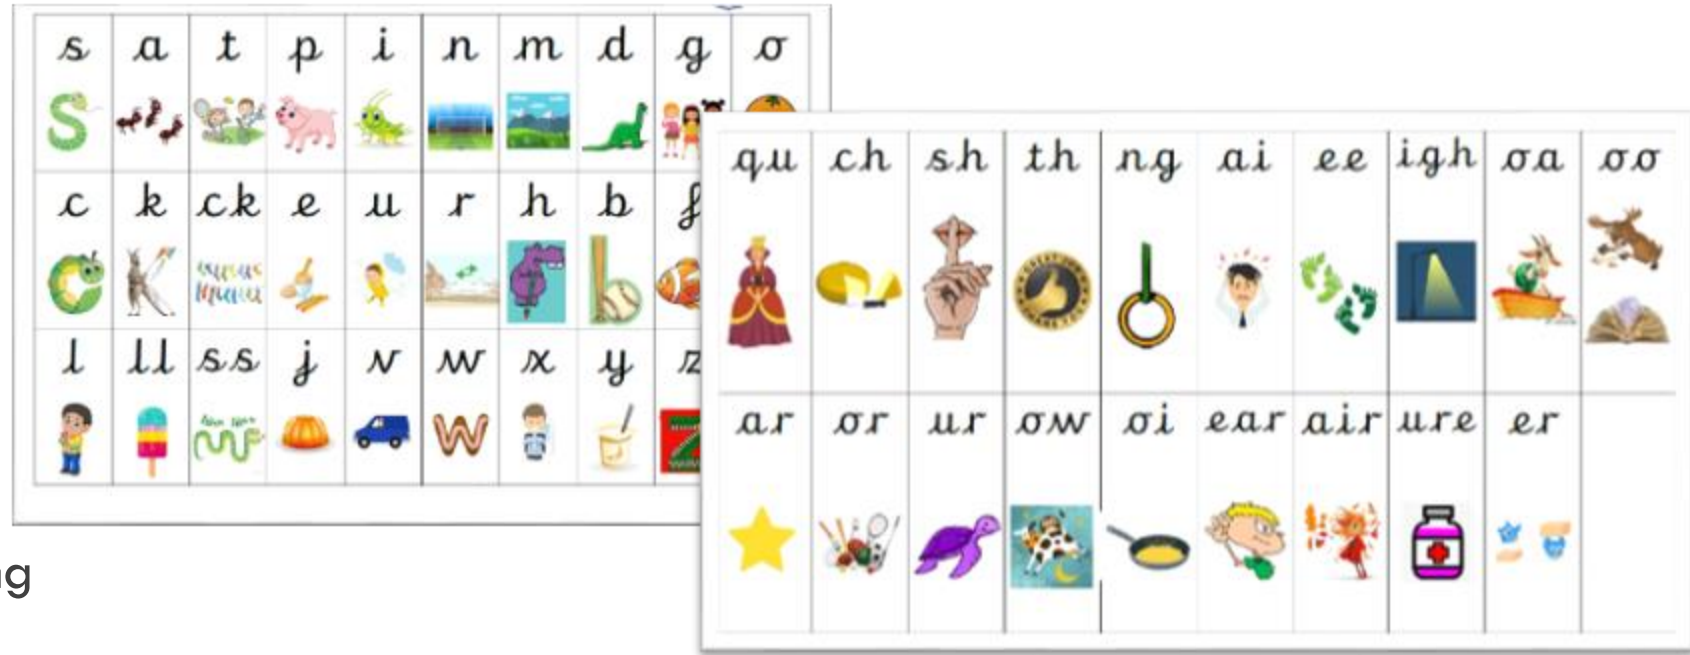 s a t p i n m d g o
c k ck e u r h b f
l ll ss j v w x y z
qu ch sh th ng ai ee igh oa oo
ar or ur ow oi ear air ure er